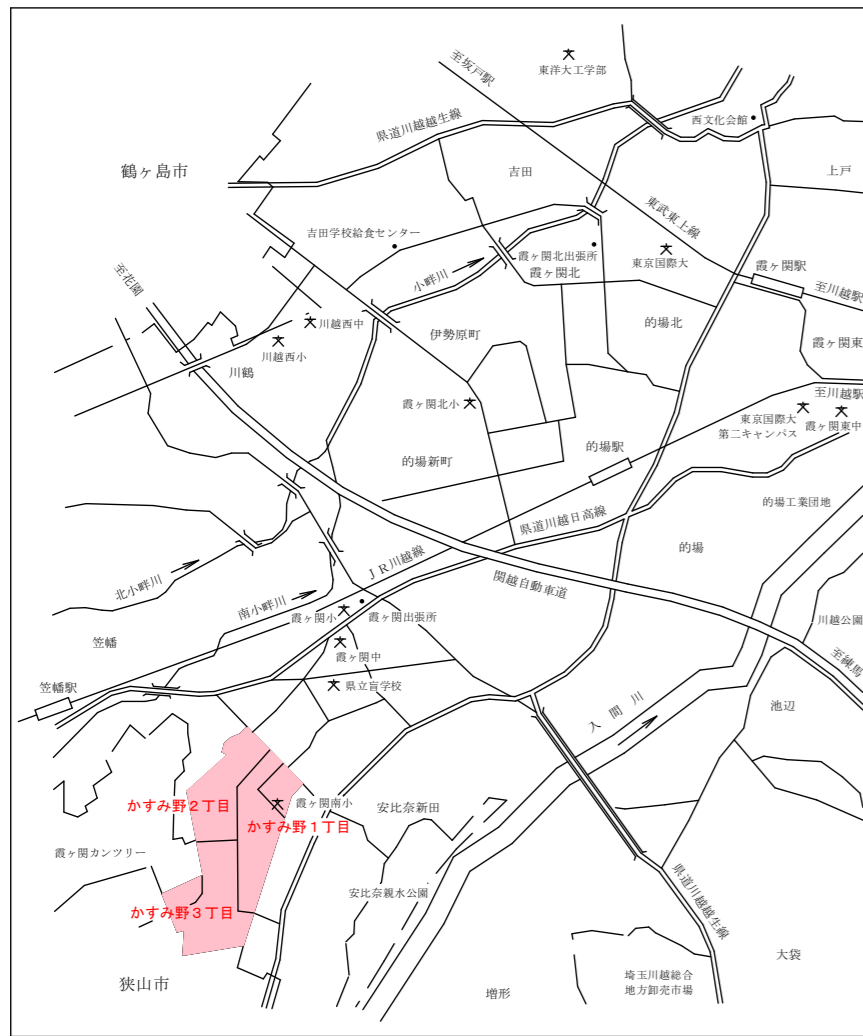 東洋大工学部
至坂戸駅
西文化会館
県道川越越生線
鶴ヶ島市
吉田
上戸
東武東上線
吉田学校給食センター
霞ヶ関北出張所
霞ヶ関北
東京国際大
霞ヶ関駅
至川越駅
至花園
小畔川
川越西中
川越西小
川鶴
伊勢原町
的場北
霞ヶ関東
至川越駅
霞ヶ関北小
東京国際大
第二キャンパス
霞ヶ関東中
的場駅
的場新町
的場工業団地
県道川越日高線
的場
JR川越線
関越自動車道
北小畔川
南小畔川
霞ヶ関小
霞ヶ関出張所
川越公園
笠幡
霞ヶ関中
至練馬
笠幡駅
県立盲学校
入間川
池辺
かすみ野2丁目
霞ヶ関南小
安比奈新田
かすみ野1丁目
霞ヶ関カンツリー
安比奈親水公園
県道川越越生線
かすみ野3丁目
大袋
狭山市
増形
埼玉川越総合
地方卸売市場